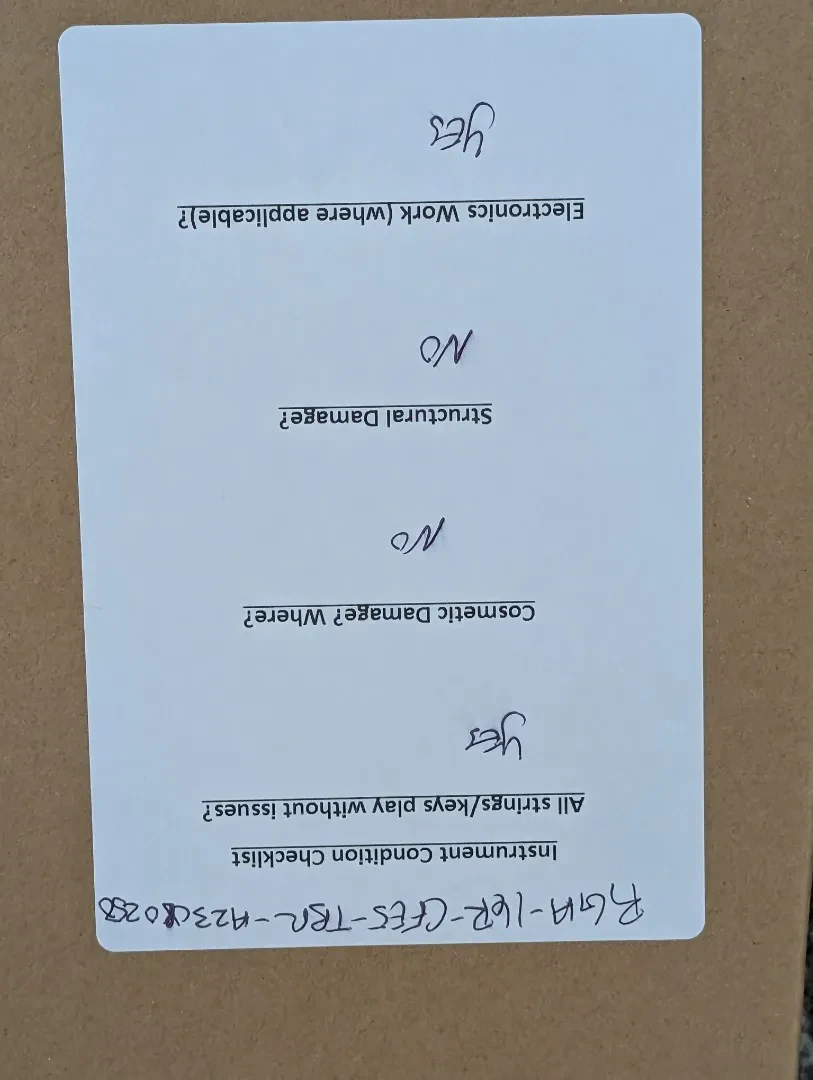 Instrument Condition Checklist
All strings/keys play without issues?
YES
Cosmetic Damage? Where?
NO
Structural Damage?
NO
Electronics Work (where applicable)?
YES